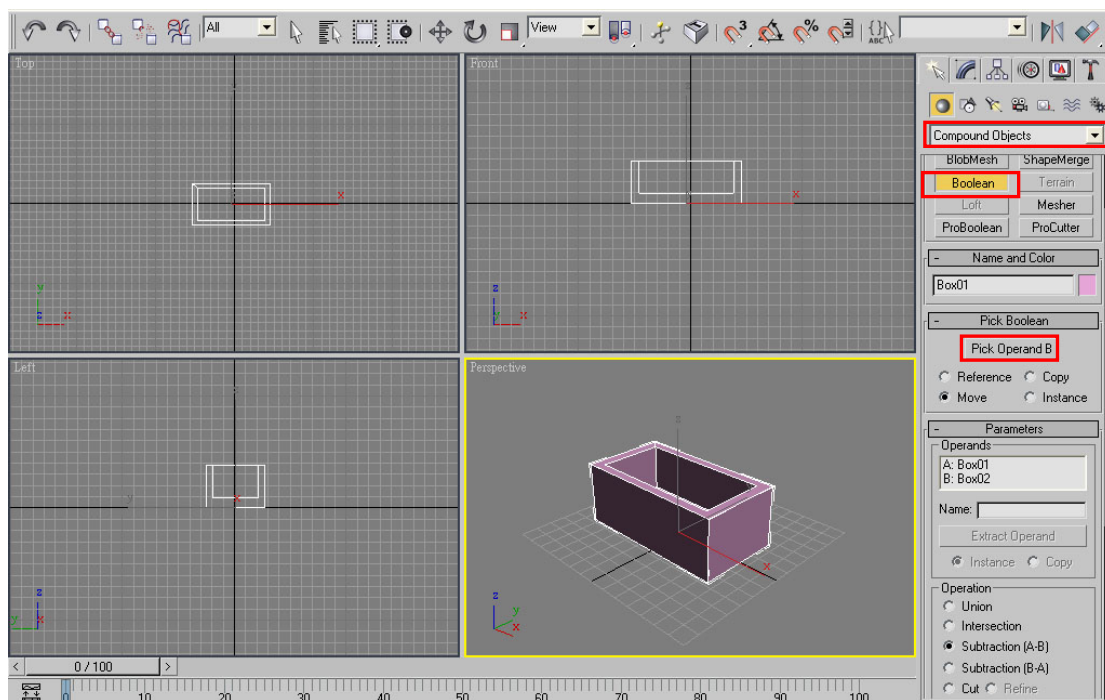 All
View
3
%
ABC
Top
Front
x
x
z
y
x
y
z
x
z
x
Left
Perspective
y
x
z
y
x
z
x
z
y
x
< 0 / 100 >
0 10 20 30 40 50 60 70 80 90 100
Compound Objects
BlobMesh ShapeMerge
Boolean Terrain
Loft Mesher
ProBoolean ProCutter
- Name and Color
Box01
- Pick Boolean
Pick Operand B
Reference Copy
Move Instance
- Parameters
Operands
A: Box01
B: Box02
Name:
Extract Operand
Instance Copy
Operation
Union
Intersection
Subtraction (A-B)
Subtraction (B-A)
Cut Refine